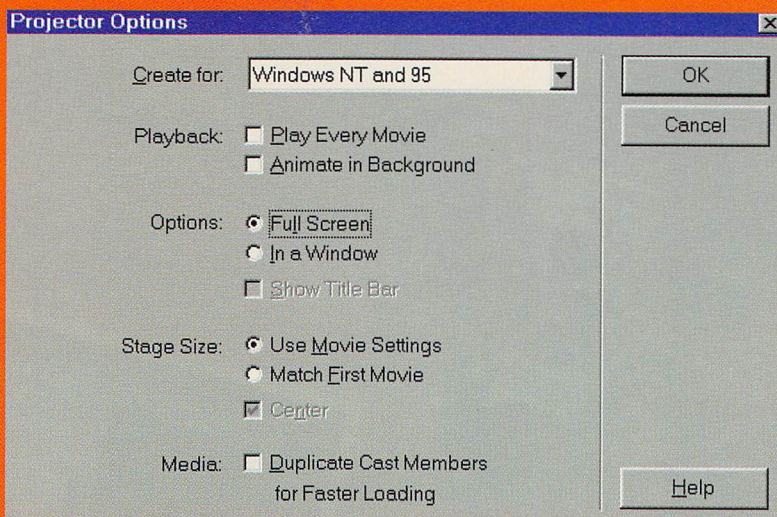 Projector Options
Create for: Windows NT and 95
OK
Cancel
Playback: Play Every Movie
Animate in Background
Options: Full Screen
In a Window
Show Title Bar
Stage Size: Use Movie Settings
Match First Movie
Center
Media: Duplicate Cast Members
for Faster Loading
Help